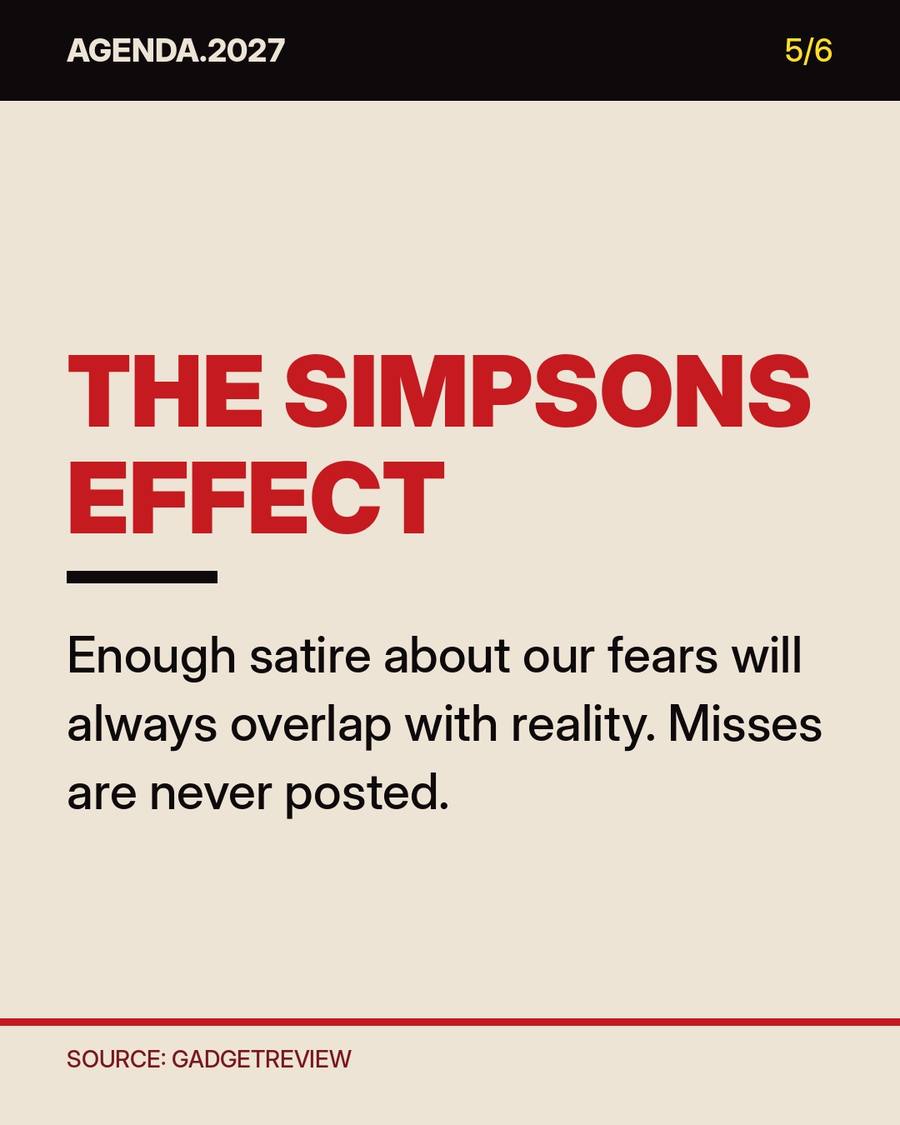 AGENDA.2027
5/6
THE SIMPSONS
EFFECT
Enough satire about our fears will
always overlap with reality. Misses
are never posted.
SOURCE: GADGETREVIEW